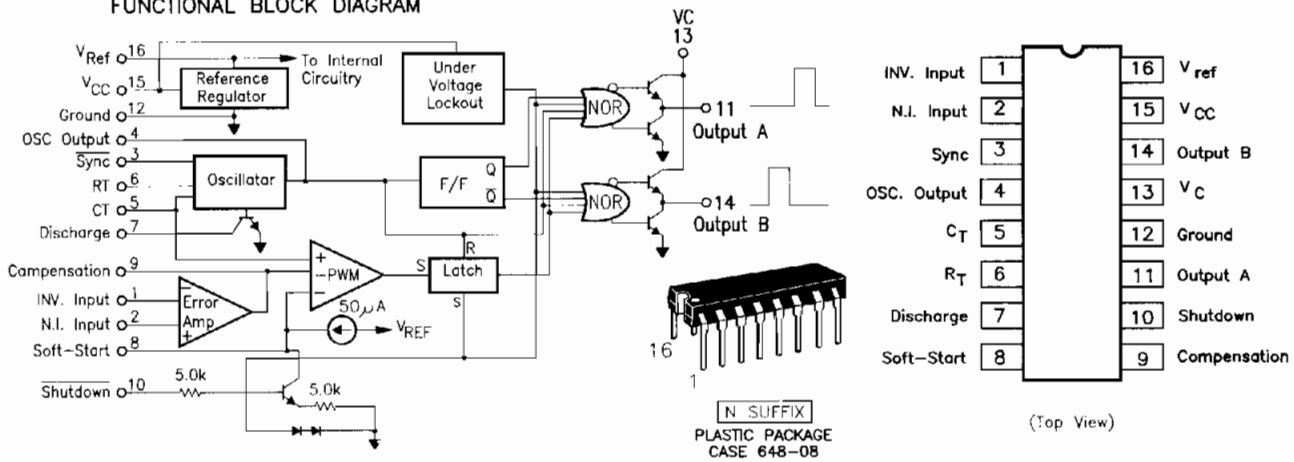 FUNCTIONAL BLOCK DIAGRAM
VRef 16
VCC 15
Ground 12
OSC Output 4
Sync 3
RT 6
CT 5
Discharge 7
Campensation 9
INV. Input 1
N.I. Input 2
Soft-Start 8
Shutdown 10
To Internal
Circuitry
Reference
Regulator
Under
Voltage
Lockout
Oscillator
F/F
Q
Q
NOR
NOR
VC
13
11
Output A
14
Output B
+
-
-
PWM
S
R
Latch
S
-
Error
Amp
+
50μA
VREF
5.0k
5.0k
16
1
N SUFFIX
PLASTIC PACKAGE
CASE 648-08
INV. Input 1
N.I. Input 2
Sync 3
OSC. Output 4
CT 5
RT 6
Discharge 7
Soft-Start 8
16 Vref
15 VCC
14 Output B
13 VC
12 Ground
11 Output A
10 Shutdown
9 Compensation
(Top View)